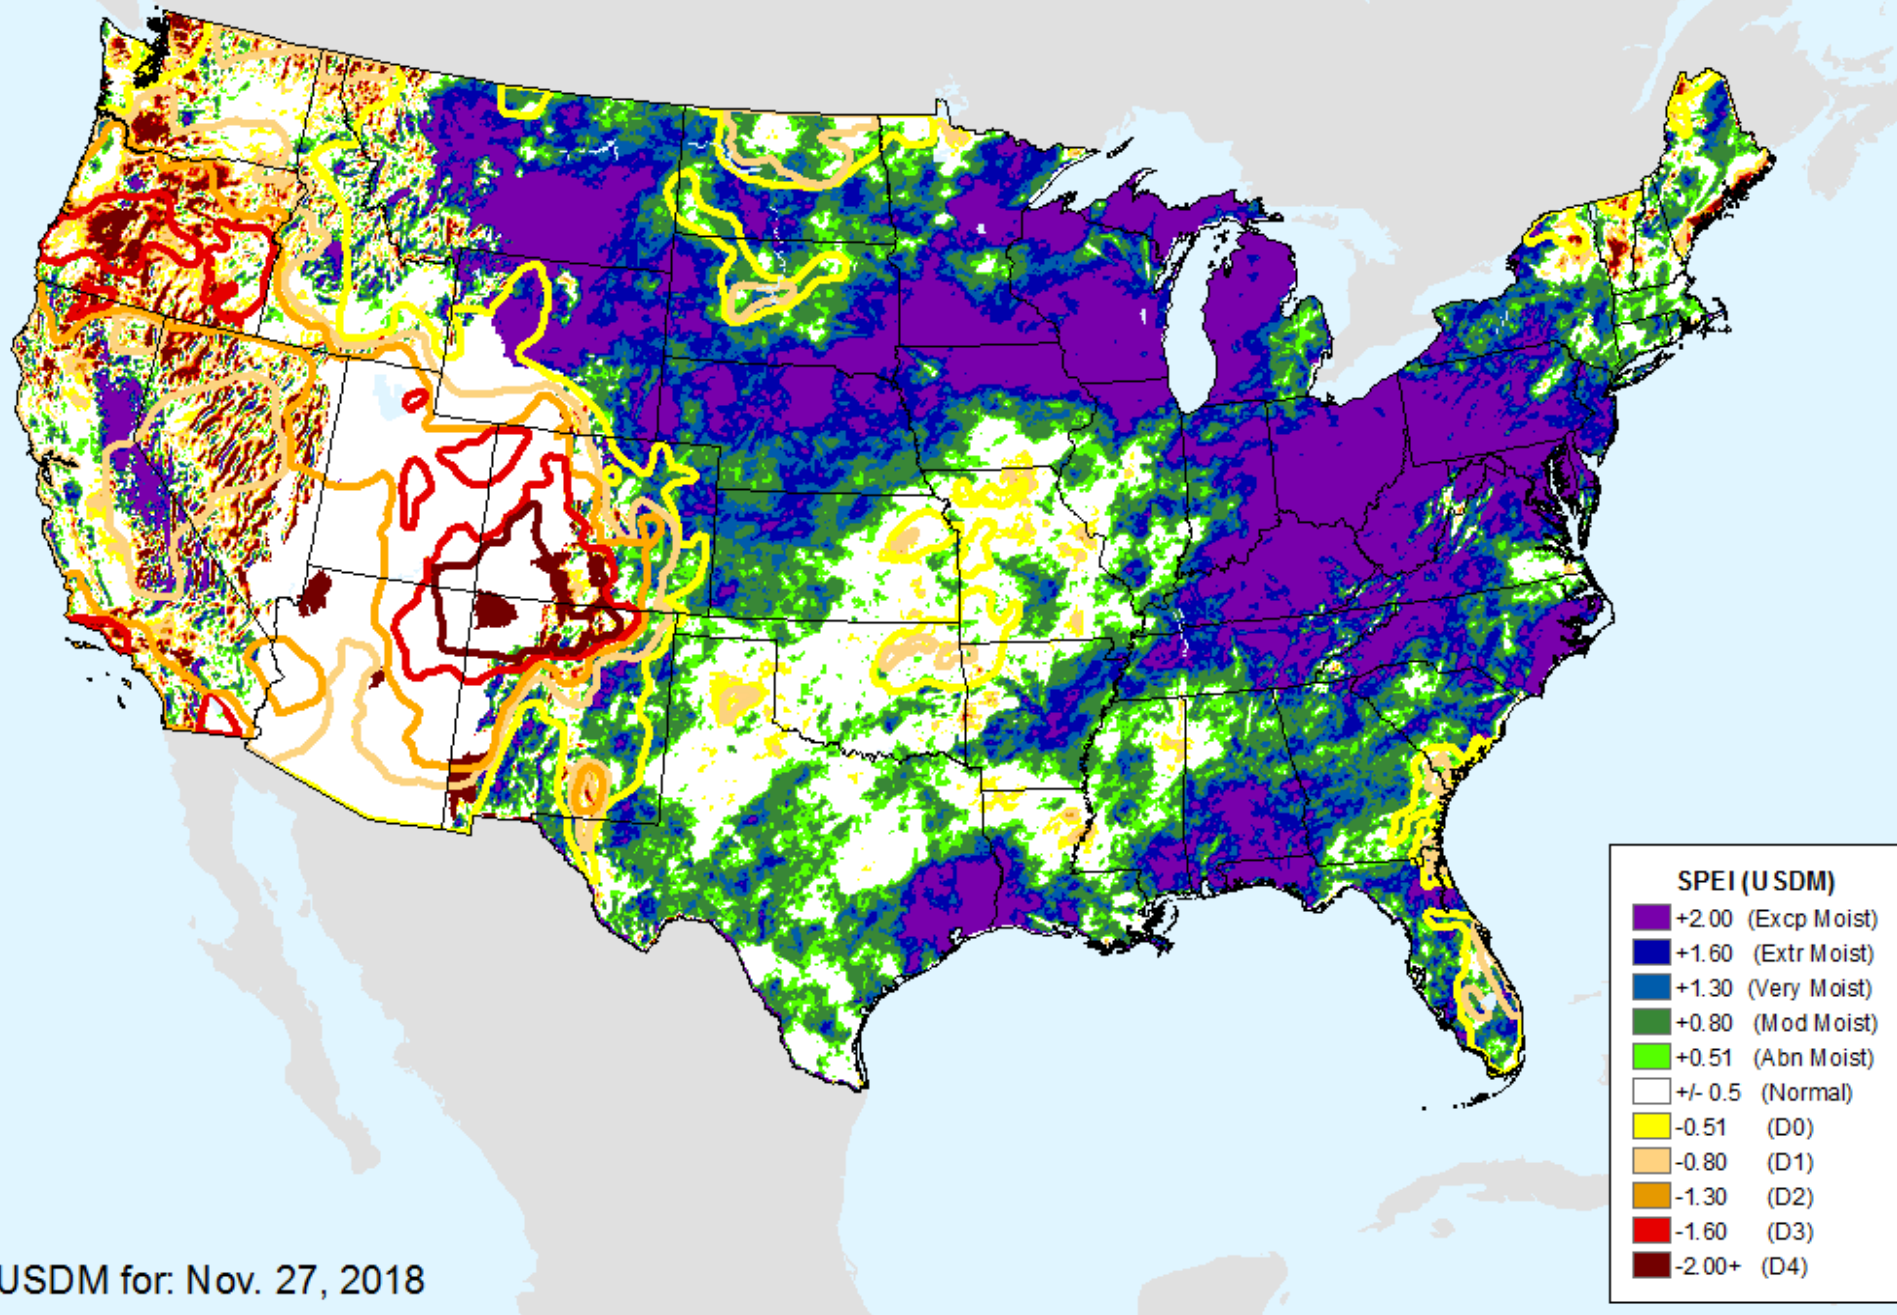 SPEI (USDM)
+2.00 (Excp Moist)
+1.60 (Extr Moist)
+1.30 (Very Moist)
+0.80 (Mod Moist)
+0.51 (Abn Moist)
+/- 0.5 (Normal)
-0.51 (D0)
-0.80 (D1)
-1.30 (D2)
-1.60 (D3)
-2.00+ (D4)
USDM for: Nov. 27, 2018